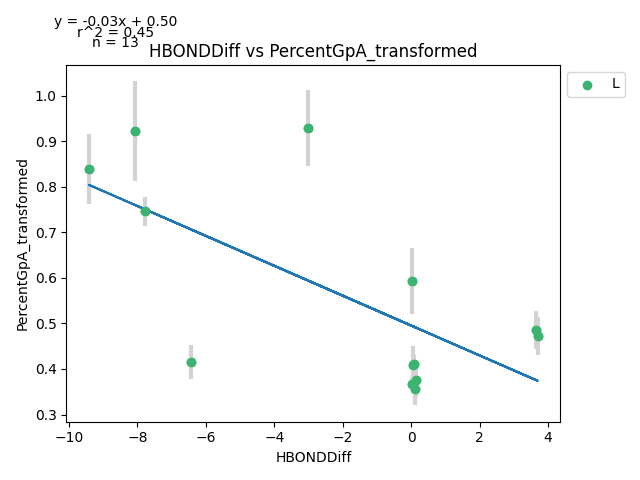 y = -0.03x + 0.50
r^2 = 0.45
n = 13
HBONDDiff vs PercentGpA_transformed
L
1.0
0.9
0.8
0.7
0.6
0.5
0.4
0.3
PercentGpA_transformed
−10
−8
−6
−4
−2
0
2
4
HBONDDiff